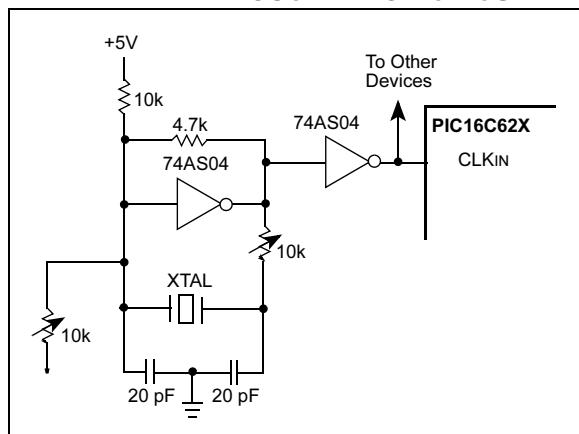 +5V
10k
4.7k
74AS04
74AS04
To Other
Devices
PIC16C62X
CLKIN
10k
XTAL
10k
20 pF
20 pF